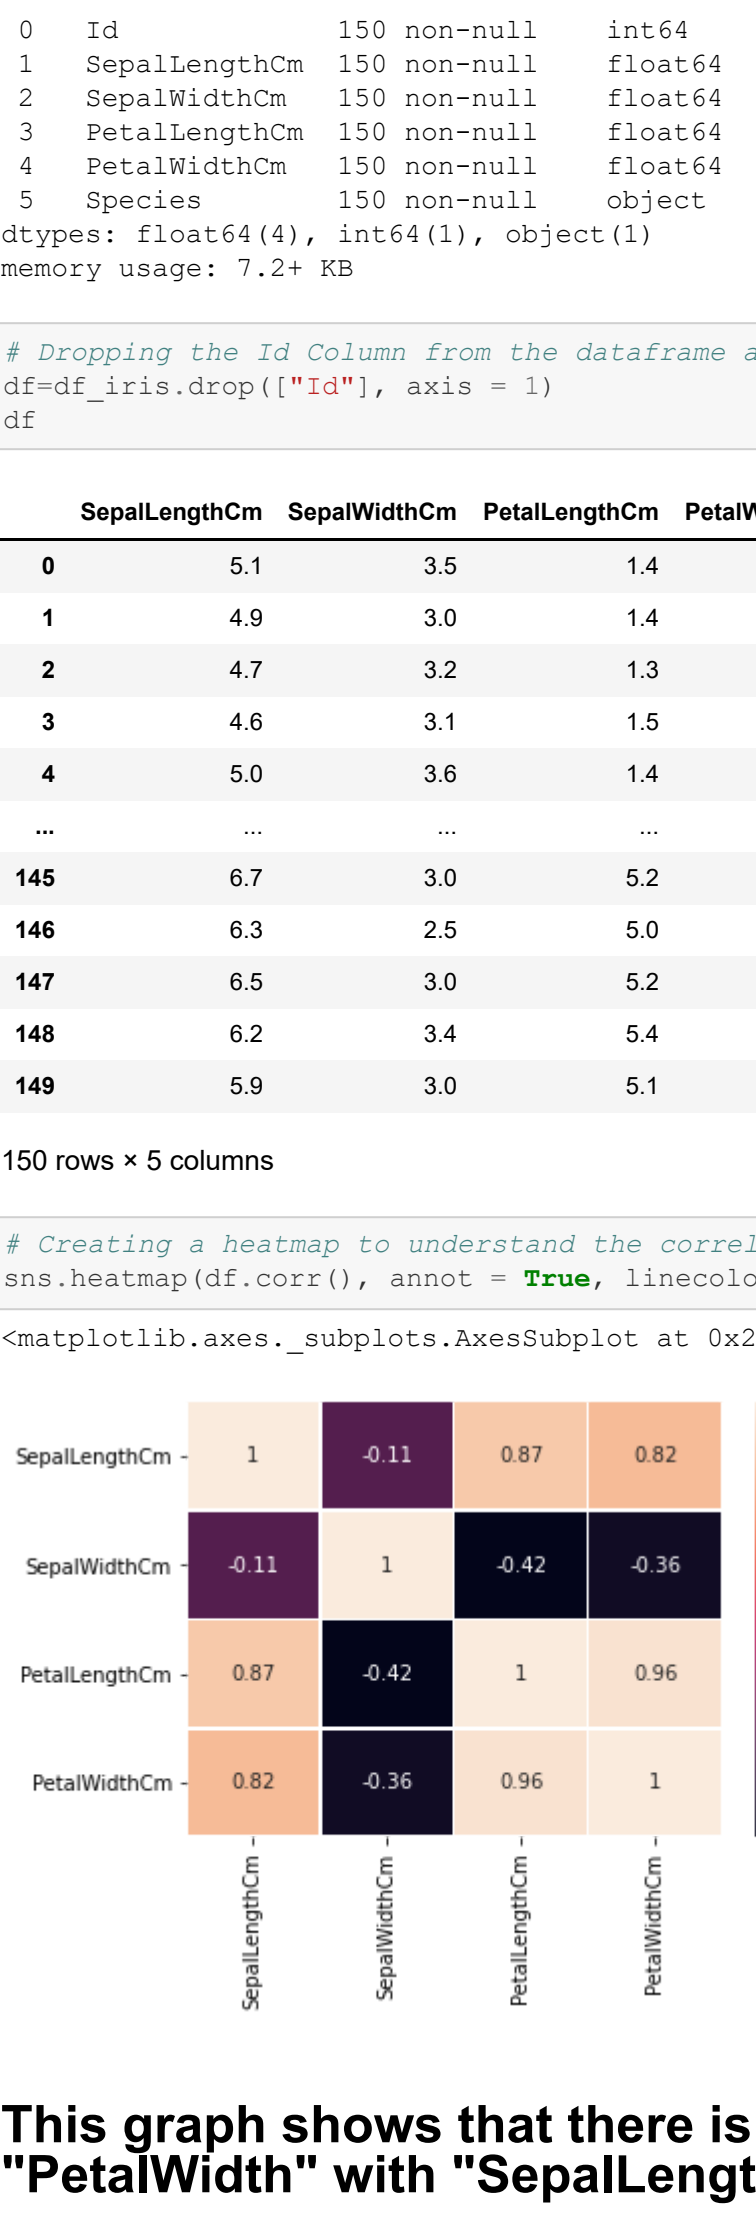 0 Id 150 non-null int64
1 SepalLengthCm 150 non-null float64
2 SepalWidthCm 150 non-null float64
3 PetalLengthCm 150 non-null float64
4 PetalWidthCm 150 non-null float64
5 Species 150 non-null object
dtypes: float64(4), int64(1), object(1)
memory usage: 7.2+ KB
# Dropping the Id Column from the dataframe a
df=df_iris.drop(["Id"], axis = 1)
df
SepalLengthCm SepalWidthCm PetalLengthCm PetalW
0 5.1 3.5 1.4
1 4.9 3.0 1.4
2 4.7 3.2 1.3
3 4.6 3.1 1.5
4 5.0 3.6 1.4
... ... ... ...
145 6.7 3.0 5.2
146 6.3 2.5 5.0
147 6.5 3.0 5.2
148 6.2 3.4 5.4
149 5.9 3.0 5.1
150 rows × 5 columns
# Creating a heatmap to understand the correl
sns.heatmap(df.corr(), annot = True, linecolo
<matplotlib.axes._subplots.AxesSubplot at 0x2
SepalLengthCm 1 -0.11 0.87 0.82
SepalWidthCm -0.11 1 -0.42 -0.36
PetalLengthCm 0.87 -0.42 1 0.96
PetalWidthCm 0.82 -0.36 0.96 1
SepalLengthCm SepalWidthCm PetalLengthCm PetalWidthCm
This graph shows that there is
"PetalWidth" with "SepalLengt